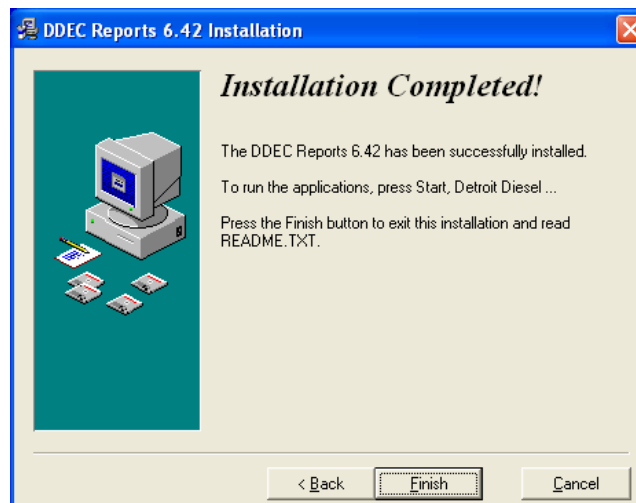 DDEC Reports 6.42 Installation
Installation Completed!
The DDEC Reports 6.42 has been successfully installed.
To run the applications, press Start, Detroit Diesel ...
Press the Finish button to exit this installation and read
README.TXT.
< Back
Finish
Cancel